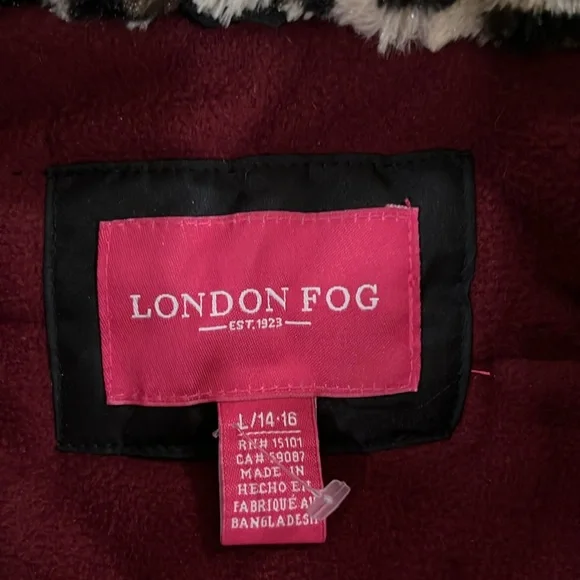 LONDON FOG
EST. 1923
L/14-16
RN# 15101
CA# 59087
MADE IN
HECHO EN
FABRIQUÉ AU
BANGLADESH